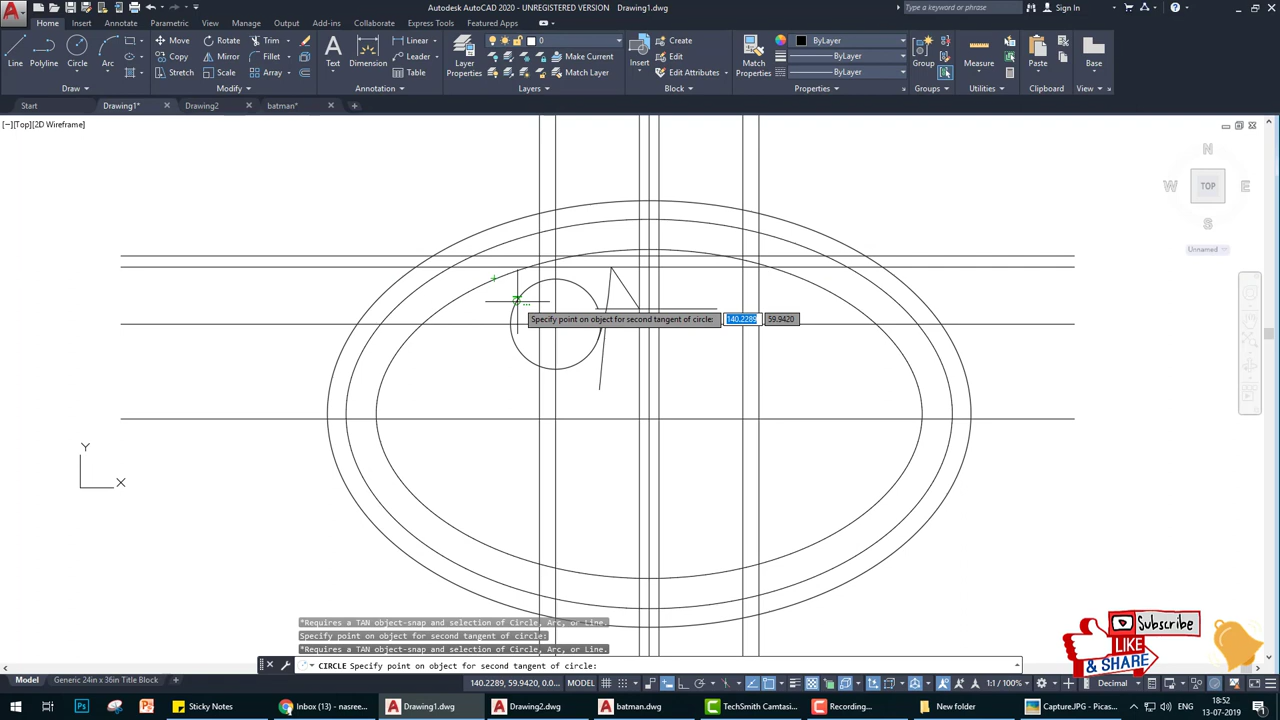 Autodesk AutoCAD 2020 - UNREGISTERED VERSION Drawing1.dwg
Type a keyword or phrase
Sign In
Home Insert Annotate Parametric View Manage Output Add-ins Collaborate Express Tools Featured Apps
Line Polyline Circle Arc
Move Rotate Trim
Copy Mirror Fillet
Stretch Scale Array
Text Dimension
Linear
Leader
Table
Layer Properties
0
Make Current
Match Layer
Insert
Create
Edit
Edit Attributes
Match Properties
ByLayer
ByLayer
ByLayer
Group
Measure
Paste
Base
Draw Modify Annotation Layers Block Properties Groups Utilities Clipboard View
Start Drawing1* Drawing2 batman*
[−][Top][2D Wireframe]
N
W TOP E
S
Unnamed
Specify point on object for second tangent of circle: 140.2289 59.9420
Y
X
*Requires a TAN object-snap and selection of Circle, Arc, or Line.
Specify point on object for second tangent of circle:
*Requires a TAN object-snap and selection of Circle, Arc, or Line.
CIRCLE Specify point on object for second tangent of circle:
Subscribe
LIKE
& SHARE
Model Generic 24in x 36in Title Block
140.2289, 59.9420, 0.0... MODEL
1:1 / 100%
Decimal
Sticky Notes
Inbox (13) - nasree...
Drawing1.dwg
Drawing2.dwg
batman.dwg
TechSmith Camtasi...
Recording...
New folder
Capture.JPG - Picas...
18:52
13-07-2019